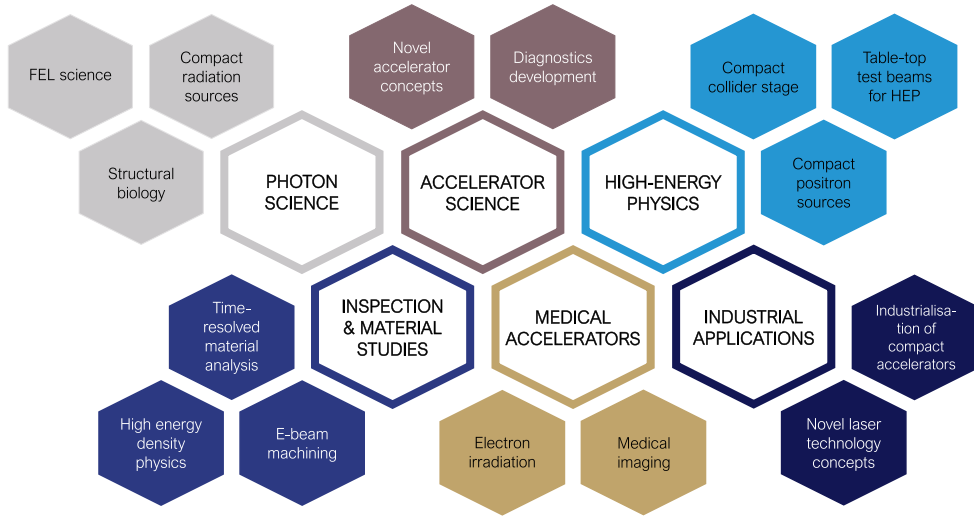 FEL science
Compact
radiation
sources
Structural
biology
PHOTON
SCIENCE
Novel
accelerator
concepts
Diagnostics
development
ACCELERATOR
SCIENCE
Compact
collider stage
Table-top
test beams
for HEP
Compact
positron
sources
HIGH-ENERGY
PHYSICS
Time-
resolved
material
analysis
High energy
density
physics
E-beam
machining
INSPECTION
& MATERIAL
STUDIES
MEDICAL
ACCELERATORS
Electron
irradiation
Medical
imaging
INDUSTRIAL
APPLICATIONS
Industrialisa-
tion of
compact
accelerators
Novel laser
technology
concepts